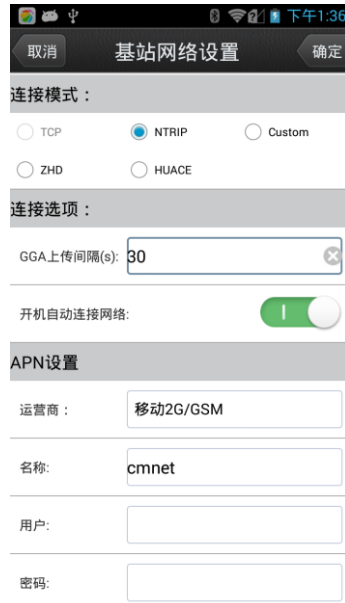 下午1:36
取消 基站网络设置 确定
连接模式：
TCP NTRIP Custom
ZHD HUACE
连接选项：
GGA上传间隔(s): 30
开机自动连接网络:
APN设置
运营商： 移动2G/GSM
名称: cmnet
用户:
密码: